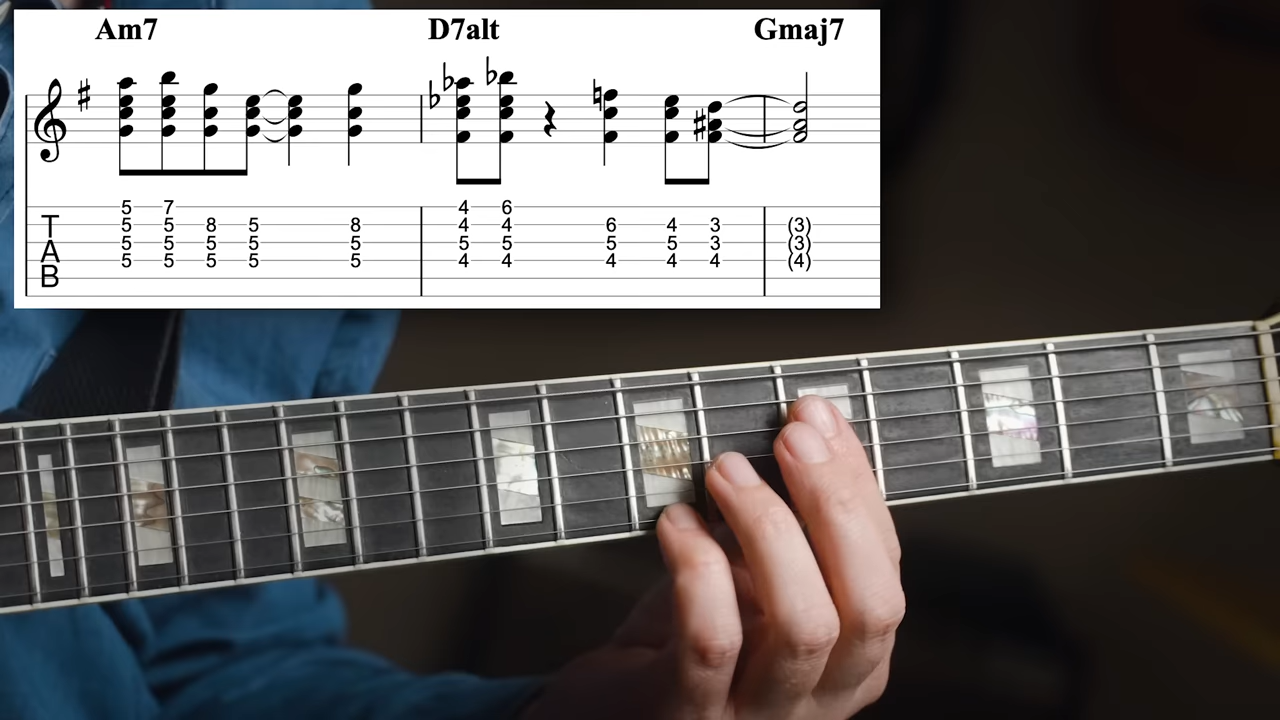 Am7 D7alt Gmaj7
5 7 4 6
T 5 5 8 5 8 4 4 6 4 3 (3)
A 5 5 5 5 5 5 5 5 5 3 (3)
5 5 5 5 5 4 4 4 4 4 (4)
B